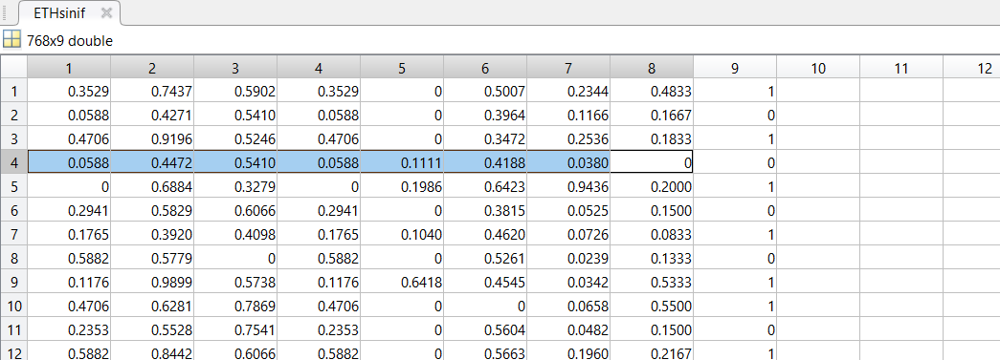 ETHsinif
768x9 double
1 2 3 4 5 6 7 8 9 10 11 12
1 0.3529 0.7437 0.5902 0.3529 0 0.5007 0.2344 0.4833 1
2 0.0588 0.4271 0.5410 0.0588 0 0.3964 0.1166 0.1667 0
3 0.4706 0.9196 0.5246 0.4706 0 0.3472 0.2536 0.1833 1
4 0.0588 0.4472 0.5410 0.0588 0.1111 0.4188 0.0380 0 0
5 0 0.6884 0.3279 0 0.1986 0.6423 0.9436 0.2000 1
6 0.2941 0.5829 0.6066 0.2941 0 0.3815 0.0525 0.1500 0
7 0.1765 0.3920 0.4098 0.1765 0.1040 0.4620 0.0726 0.0833 1
8 0.5882 0.5779 0 0.5882 0 0.5261 0.0239 0.1333 0
9 0.1176 0.9899 0.5738 0.1176 0.6418 0.4545 0.0342 0.5333 1
10 0.4706 0.6281 0.7869 0.4706 0 0 0.0658 0.5500 1
11 0.2353 0.5528 0.7541 0.2353 0 0.5604 0.0482 0.1500 0
12 0.5882 0.8442 0.6066 0.5882 0 0.5663 0.1960 0.2167 1